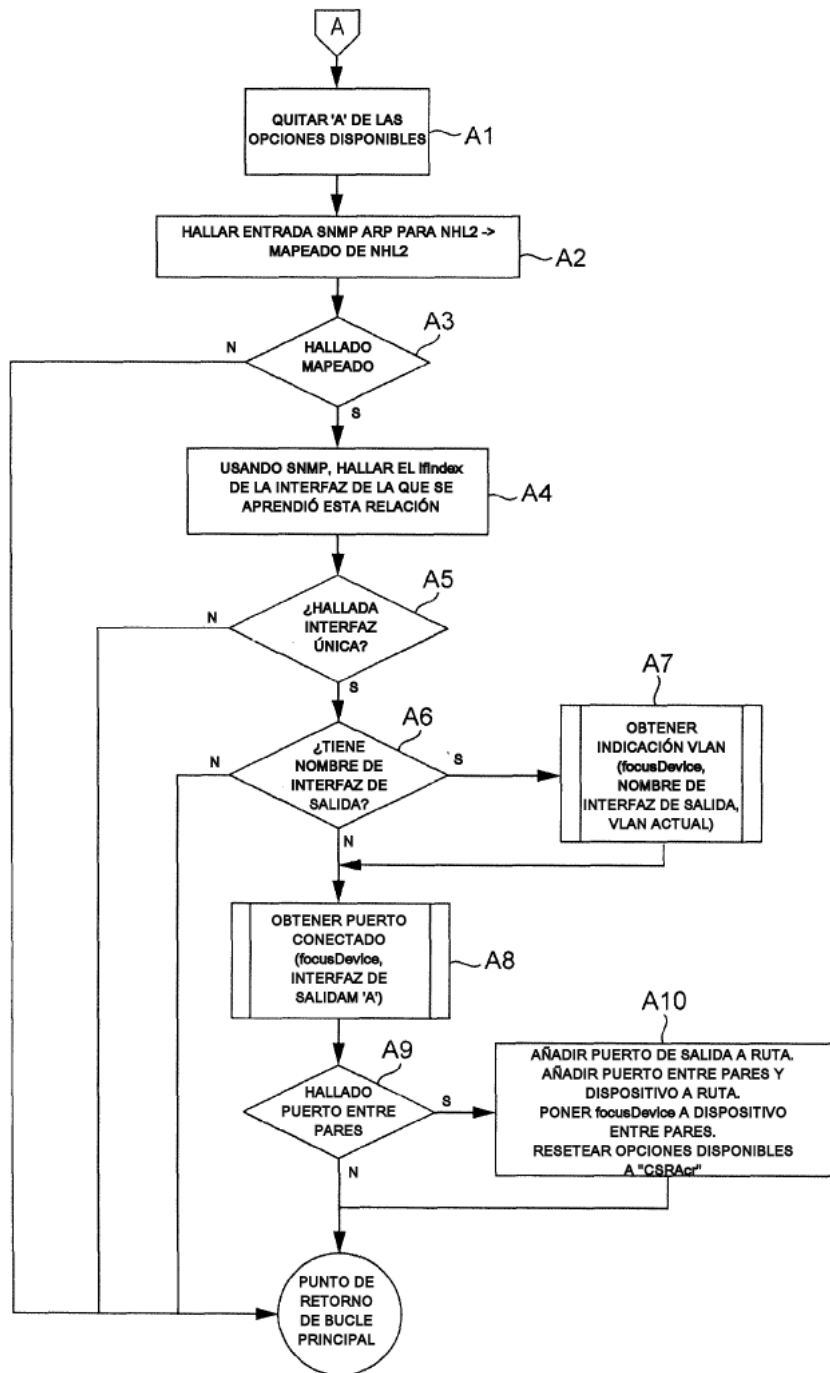 A
QUITAR 'A' DE LAS
OPCIONES DISPONIBLES
A1
HALLAR ENTRADA SNMP ARP PARA NHL2 ->
MAPEADO DE NHL2
A2
A3
N
HALLADO
MAPEADO
S
USANDO SNMP, HALLAR EL IfIndex
DE LA INTERFAZ DE LA QUE SE
APRENDIÓ ESTA RELACIÓN
A4
A5
N
¿HALLADA
INTERFAZ
ÚNICA?
S
A6
N
¿TIENE
NOMBRE DE
INTERFAZ DE
SALIDA?
S
N
A7
OBTENER
INDICACIÓN VLAN
(focusDevice,
NOMBRE DE
INTERFAZ DE SALIDA,
VLAN ACTUAL)
OBTENER PUERTO
CONECTADO
(focusDevice,
INTERFAZ DE
SALIDAM 'A')
A8
A9
HALLADO
PUERTO ENTRE
PARES
S
N
A10
AÑADIR PUERTO DE SALIDA A RUTA.
AÑADIR PUERTO ENTRE PARES Y
DISPOSITIVO A RUTA.
PONER focusDevice A DISPOSITIVO
ENTRE PARES.
RESETEAR OPCIONES DISPONIBLES
A "CSRAcr"
PUNTO DE
RETORNO
DE BUCLE
PRINCIPAL